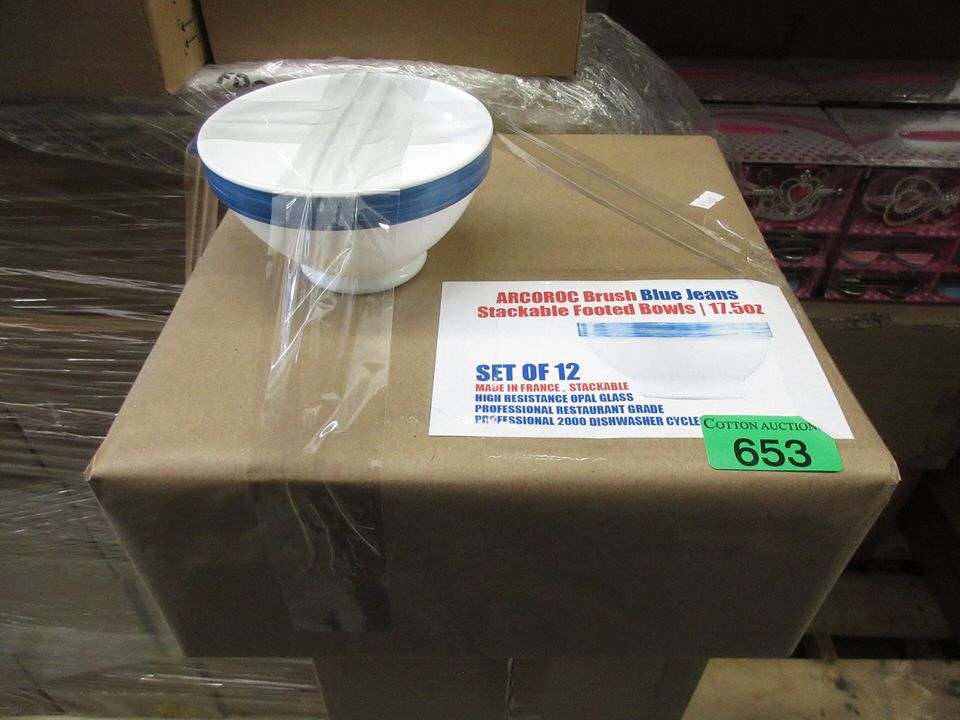 ARCOROC Brush Blue Jeans
Stackable Footed Bowls | 17.5oz
SET OF 12
MADE IN FRANCE . STACKABLE
HIGH RESISTANCE OPAL GLASS
PROFESSIONAL RESTAURANT GRADE
PROFESSIONAL 2000 DISHWASHER CYCLE
COTTON AUCTION
653